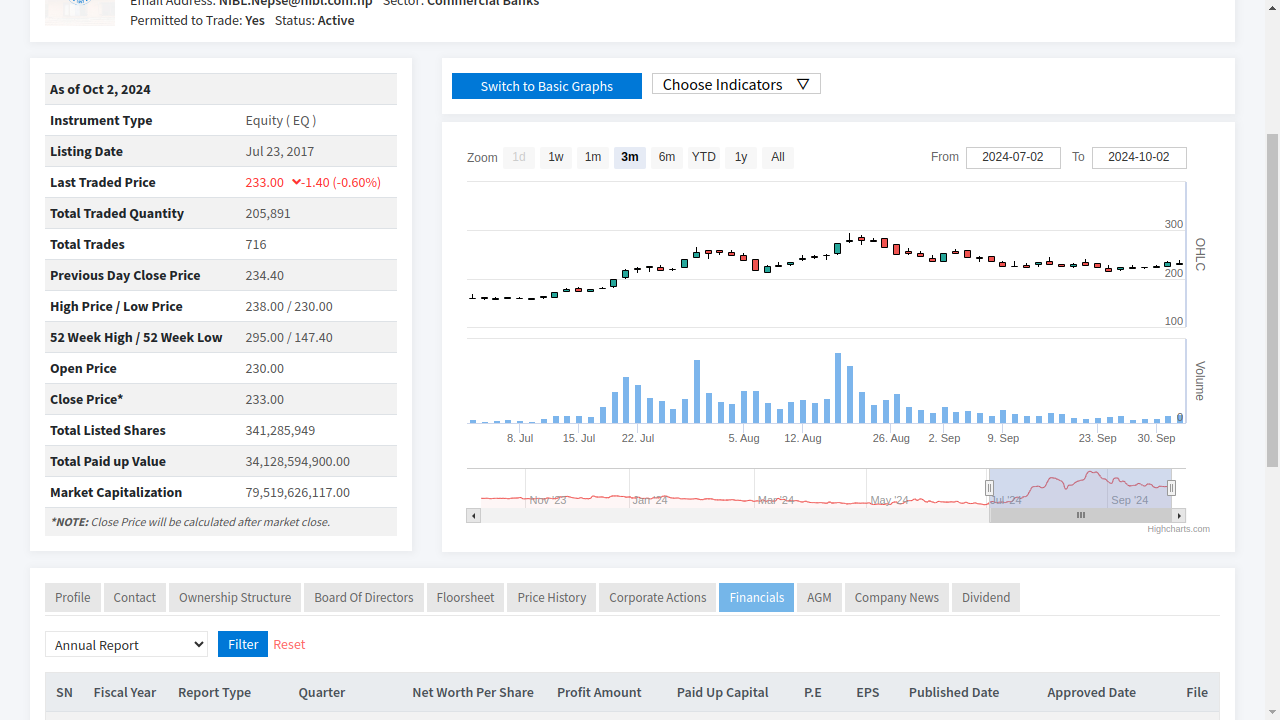 Email Address: NIBL.Nepse@nibl.com.np Sector: Commercial Banks
Permitted to Trade: Yes Status: Active
As of Oct 2, 2024
Instrument Type Equity ( EQ )
Listing Date Jul 23, 2017
Last Traded Price 233.00 -1.40 (-0.60%)
Total Traded Quantity 205,891
Total Trades 716
Previous Day Close Price 234.40
High Price / Low Price 238.00 / 230.00
52 Week High / 52 Week Low 295.00 / 147.40
Open Price 230.00
Close Price* 233.00
Total Listed Shares 341,285,949
Total Paid up Value 34,128,594,900.00
Market Capitalization 79,519,626,117.00
*NOTE: Close Price will be calculated after market close.
Switch to Basic Graphs Choose Indicators ▽
Zoom 1d 1w 1m 3m 6m YTD 1y All From 2024-07-02 To 2024-10-02
300
OHLC
200
100
Volume
0
8. Jul 15. Jul 22. Jul 5. Aug 12. Aug 26. Aug 2. Sep 9. Sep 23. Sep 30. Sep
Nov '23 Jan '24 Mar '24 May '24 Jul '24 Sep '24
Highcharts.com
Profile Contact Ownership Structure Board Of Directors Floorsheet Price History Corporate Actions Financials AGM Company News Dividend
Annual Report Filter Reset
SN Fiscal Year Report Type Quarter Net Worth Per Share Profit Amount Paid Up Capital P.E EPS Published Date Approved Date File